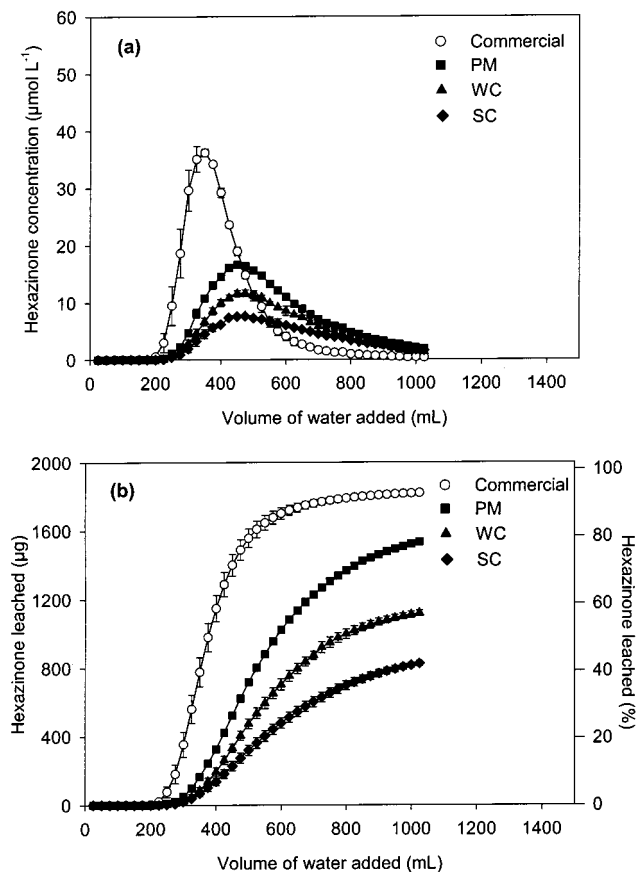 (a)
Commercial
PM
WC
SC
Hexazinone concentration (µmol L⁻¹)
60
50
40
30
20
10
0
0 200 400 600 800 1000 1200 1400
Volume of water added (mL)
(b)
Commercial
PM
WC
SC
Hexazinone leached (µg)
2000
1600
1200
800
400
0
Hexazinone leached (%)
100
80
60
40
20
0
0 200 400 600 800 1000 1200 1400
Volume of water added (mL)